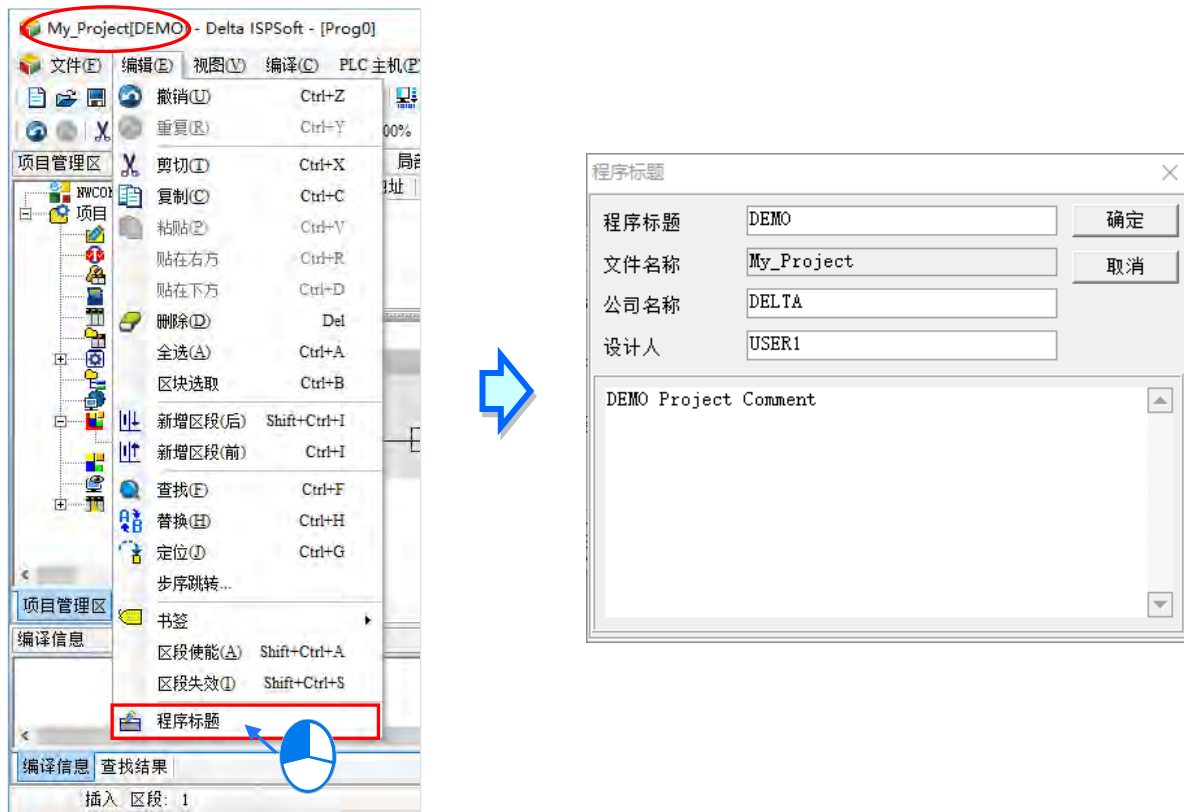 My_Project[DEMO] - Delta ISPSoft - [Prog0]
文件(F) 编辑(E) 视图(V) 编译(C) PLC 主机(P
撤销(U) Ctrl+Z
重复(R) Ctrl+Y
00%
项目管理区
剪切(T) Ctrl+X
复制(C) Ctrl+C
项目
粘贴(P) Ctrl+V
贴在右方 Ctrl+R
贴在下方 Ctrl+D
删除(D) Del
全选(A) Ctrl+A
区块选取 Ctrl+B
新增区段(后) Shift+Ctrl+I
新增区段(前) Ctrl+I
查找(F) Ctrl+F
替换(H) Ctrl+H
定位(J) Ctrl+G
步序跳转...
项目管理区
书签
编译信息
区段使能(A) Shift+Ctrl+A
区段失效(I) Shift+Ctrl+S
程序标题
编译信息 查找结果
插入 区段: 1
程序标题
程序标题 DEMO 确定
文件名称 My_Project 取消
公司名称 DELTA
设计人 USER1
DEMO Project Comment